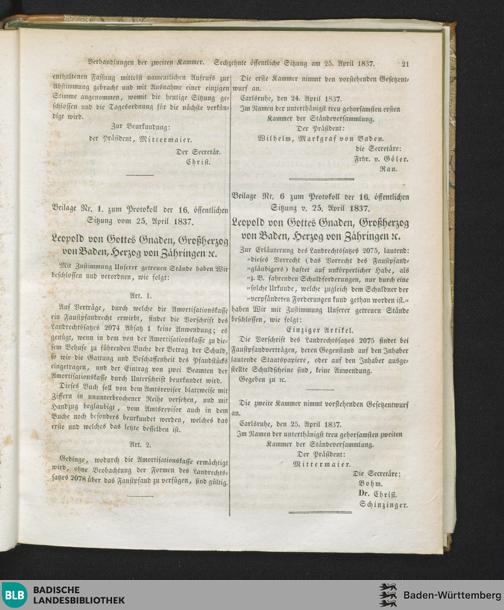 Verhandlungen der zweiten Kammer. Sechzehnte öffentliche Sitzung am 25. April 1837. 21
enthaltenen Fassung mittelst namentlichen Aufrufs zur
Abstimmung gebracht und mit Ausnahme einer einzigen
Stimme angenommen, womit die heutige Sitzung ge-
schlossen und die Tagesordnung für die nächste verkün-
digt wird.
Zur Beurkundung:
der Präsident, Mittermaier.
Der Secretär.
Christ.
Beilage Nr. 1. zum Protokoll der 16. öffentlichen
Sitzung vom 25. April 1837.
Leopold von Gottes Gnaden, Großherzog
von Baden, Herzog von Zähringen ꝛc.
Mit Zustimmung Unserer getreuen Stände haben Wir
beschlossen und verordnen, wie folgt:
Art. 1.
Auf Verträge, durch welche die Amortisationskasse
ein Faustpfandrecht erwirbt, findet die Vorschrift des
Landrechtsatzes 2074 Absatz 1 keine Anwendung; es
genügt, wenn in dem von der Amortisationskasse zu die-
sem Behufe zu führenden Buche der Betrag der Schuld,
so wie die Gattung und Beschaffenheit des Pfandstücks
eingetragen, und der Eintrag von zwei Beamten der
Amortisationskasse durch Unterschrift beurkundet wird.
Dieses Buch soll von dem Amtsrevisor blattweise mit
Ziffern in ununterbrochener Reihe versehen, und mit
Handzug beglaubigt, vom Amtsrevisor auch in dem
Buche noch besonders beurkundet werden, welches das
erste und welches das letzte desselben ist.
Art. 2.
Gedinge, wodurch die Amortisationskasse ermächtigt
wird, ohne Beobachtung der Formen des Landrechts-
satzes 2078 über das Faustpfand zu verfügen, sind gültig.
Die erste Kammer nimmt den vorstehenden Gesetzent-
wurf an.
Carlsruhe, den 24. April 1837.
Im Namen der unterthänigst treu gehorsamsten ersten
Kammer der Ständeversammlung.
Der Präsident:
Wilhelm, Markgraf von Baden.
die Secretäre:
Frhr. v. Göler.
Rau.
Beilage Nr. 6 zum Protokoll der 16. öffentlichen
Sitzung v. 25. April 1837.
Leopold von Gottes Gnaden, Großherzog
von Baden, Herzog von Zähringen ꝛc.
Zur Erläuterung des Landrechtsatzes 2075, lautend:
»dieses Vorrecht (das Vorrecht des Faustpfand-
»gläubigers) haftet auf unkörperlicher Habe, als
»z. B. fahrenden Schuldforderungen, nur durch eine
»solche Urkunde, welche zugleich dem Schuldner der
»verpfändeten Forderungen kund gethan worden ist.«
haben Wir mit Zustimmung Unserer getreuen Stände
beschlossen, wie folgt:
Einziger Artikel.
Die Vorschrift des Landrechtsatzes 2075 findet bei
Faustpfandverträgen, deren Gegenstand auf den Inhaber
lautende Staatspapiere, oder auf den Inhaber ausge-
stellte Schuldscheine sind, keine Anwendung.
Gegeben zu ꝛc.
Die zweite Kammer nimmt vorstehenden Gesetzentwurf
an.
Carlsruhe, den 25. April 1837.
Im Namen der unterthänigst treu gehorsamsten zweiten
Kammer der Ständeversammlung.
Der Präsident:
Mittermaier.
Die Secretäre:
Bohm.
Dr. Christ.
Schinzinger.
BLB BADISCHE
LANDESBIBLIOTHEK
Baden-Württemberg